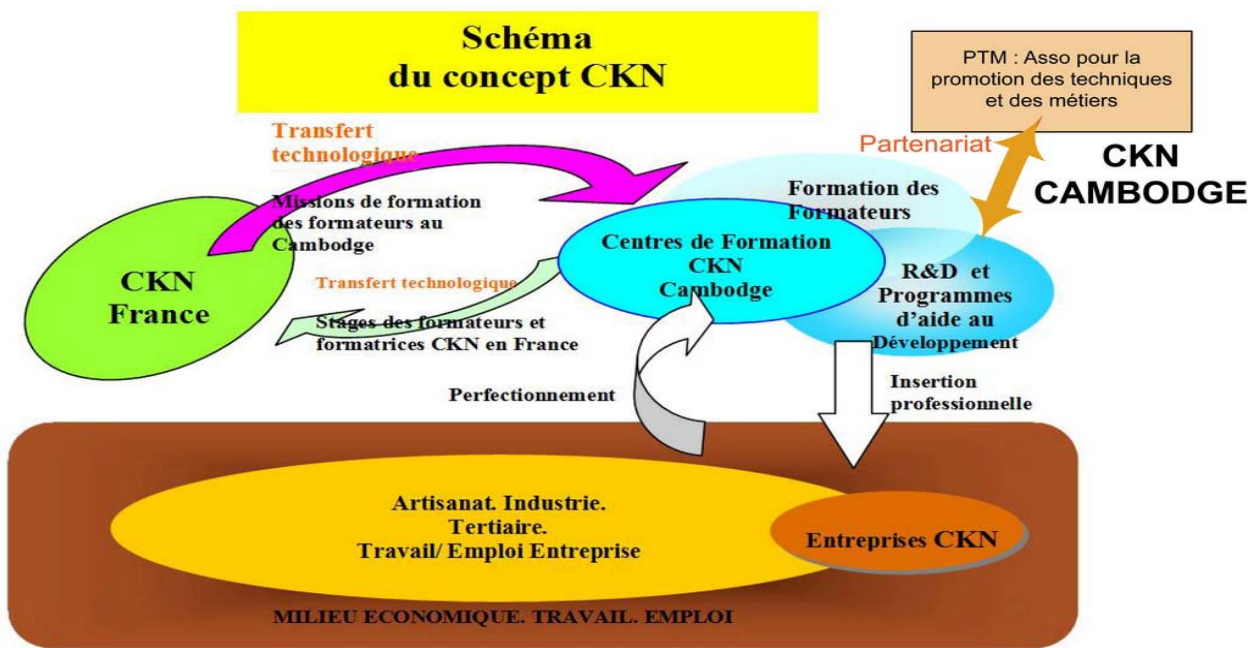 Schéma
du concept CKN
PTM : Asso pour la
promotion des techniques
et des métiers
Partenariat
CKN
CAMBODGE
Transfert
technologique
Missions de formation
des formateurs au
Cambodge
Formation des
Formateurs
Centres de Formation
CKN
Cambodge
CKN
France
R&D et
Programmes
d'aide au
Développement
Transfert technologique
Stages des formateurs et
formatrices CKN en France
Perfectionnement
Insertion
professionnelle
Artisanat. Industrie.
Tertiaire.
Travail/ Emploi Entreprise
Entreprises CKN
MILIEU ECONOMIQUE. TRAVAIL. EMPLOI